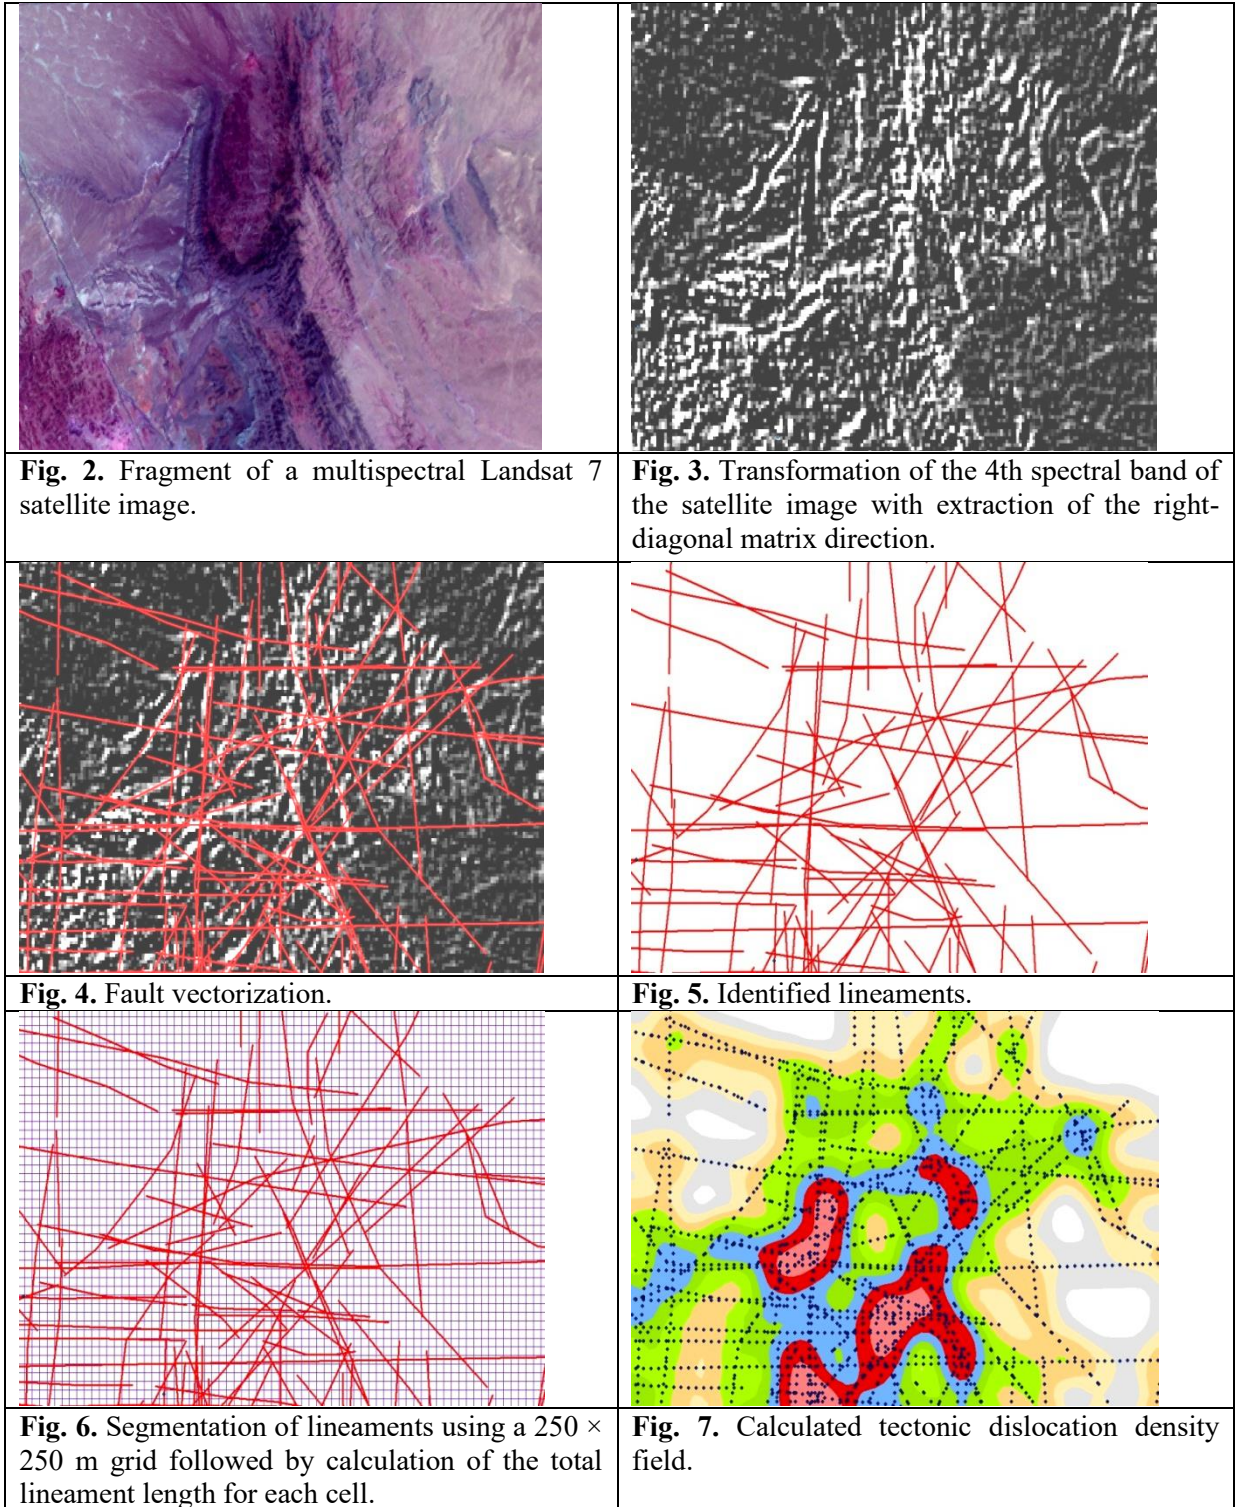 Fig. 2. Fragment of a multispectral Landsat 7
satellite image.
Fig. 3. Transformation of the 4th spectral band of
the satellite image with extraction of the right-
diagonal matrix direction.
Fig. 4. Fault vectorization.
Fig. 5. Identified lineaments.
Fig. 6. Segmentation of lineaments using a 250 ×
250 m grid followed by calculation of the total
lineament length for each cell.
Fig. 7. Calculated tectonic dislocation density
field.